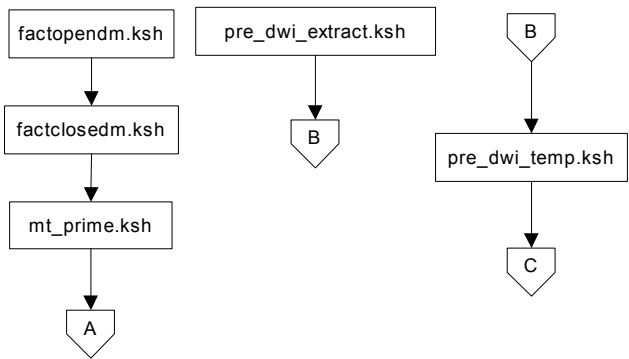 factopendm.ksh
factclosedm.ksh
mt_prime.ksh
A
pre_dwi_extract.ksh
B
B
pre_dwi_temp.ksh
C